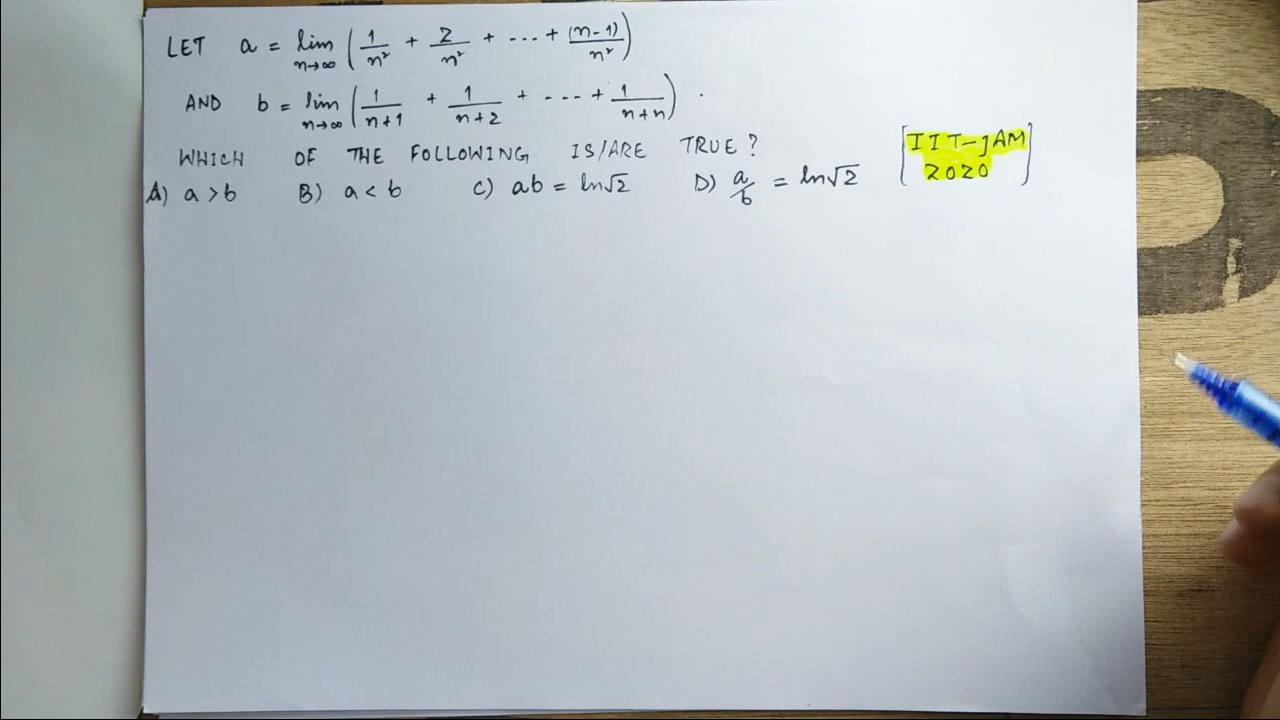 LET a = lim n→∞ (1/n² + 2/n² + ... + (n-1)/n²)
AND b = lim n→∞ (1/(n+1) + 1/(n+2) + ---- + 1/(n+n)) .
WHICH OF THE FOLLOWING IS/ARE TRUE?
[IIT-JAM 2020]
A) a > b B) a < b C) ab = ln√2 D) a/b = ln√2